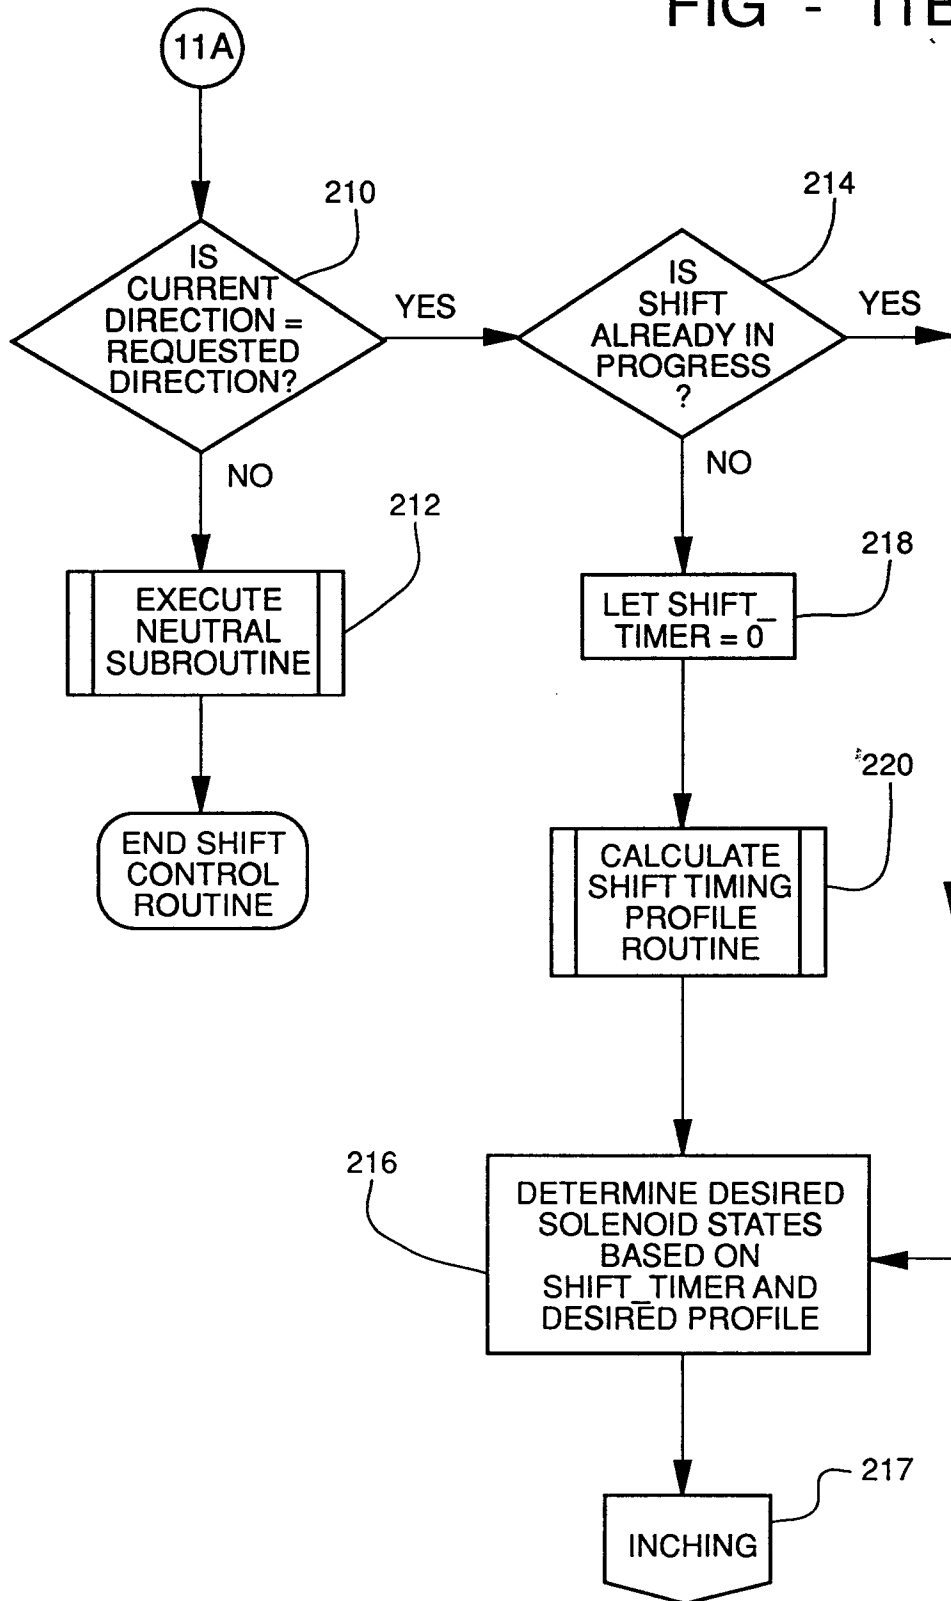 FIG - 11B
11A
210
214
IS
CURRENT
DIRECTION =
REQUESTED
DIRECTION?
YES
IS
SHIFT
ALREADY IN
PROGRESS
?
YES
NO
NO
212
218
EXECUTE
NEUTRAL
SUBROUTINE
LET SHIFT_
TIMER = 0
220
END SHIFT
CONTROL
ROUTINE
CALCULATE
SHIFT TIMING
PROFILE
ROUTINE
216
DETERMINE DESIRED
SOLENOID STATES
BASED ON
SHIFT_TIMER AND
DESIRED PROFILE
217
INCHING